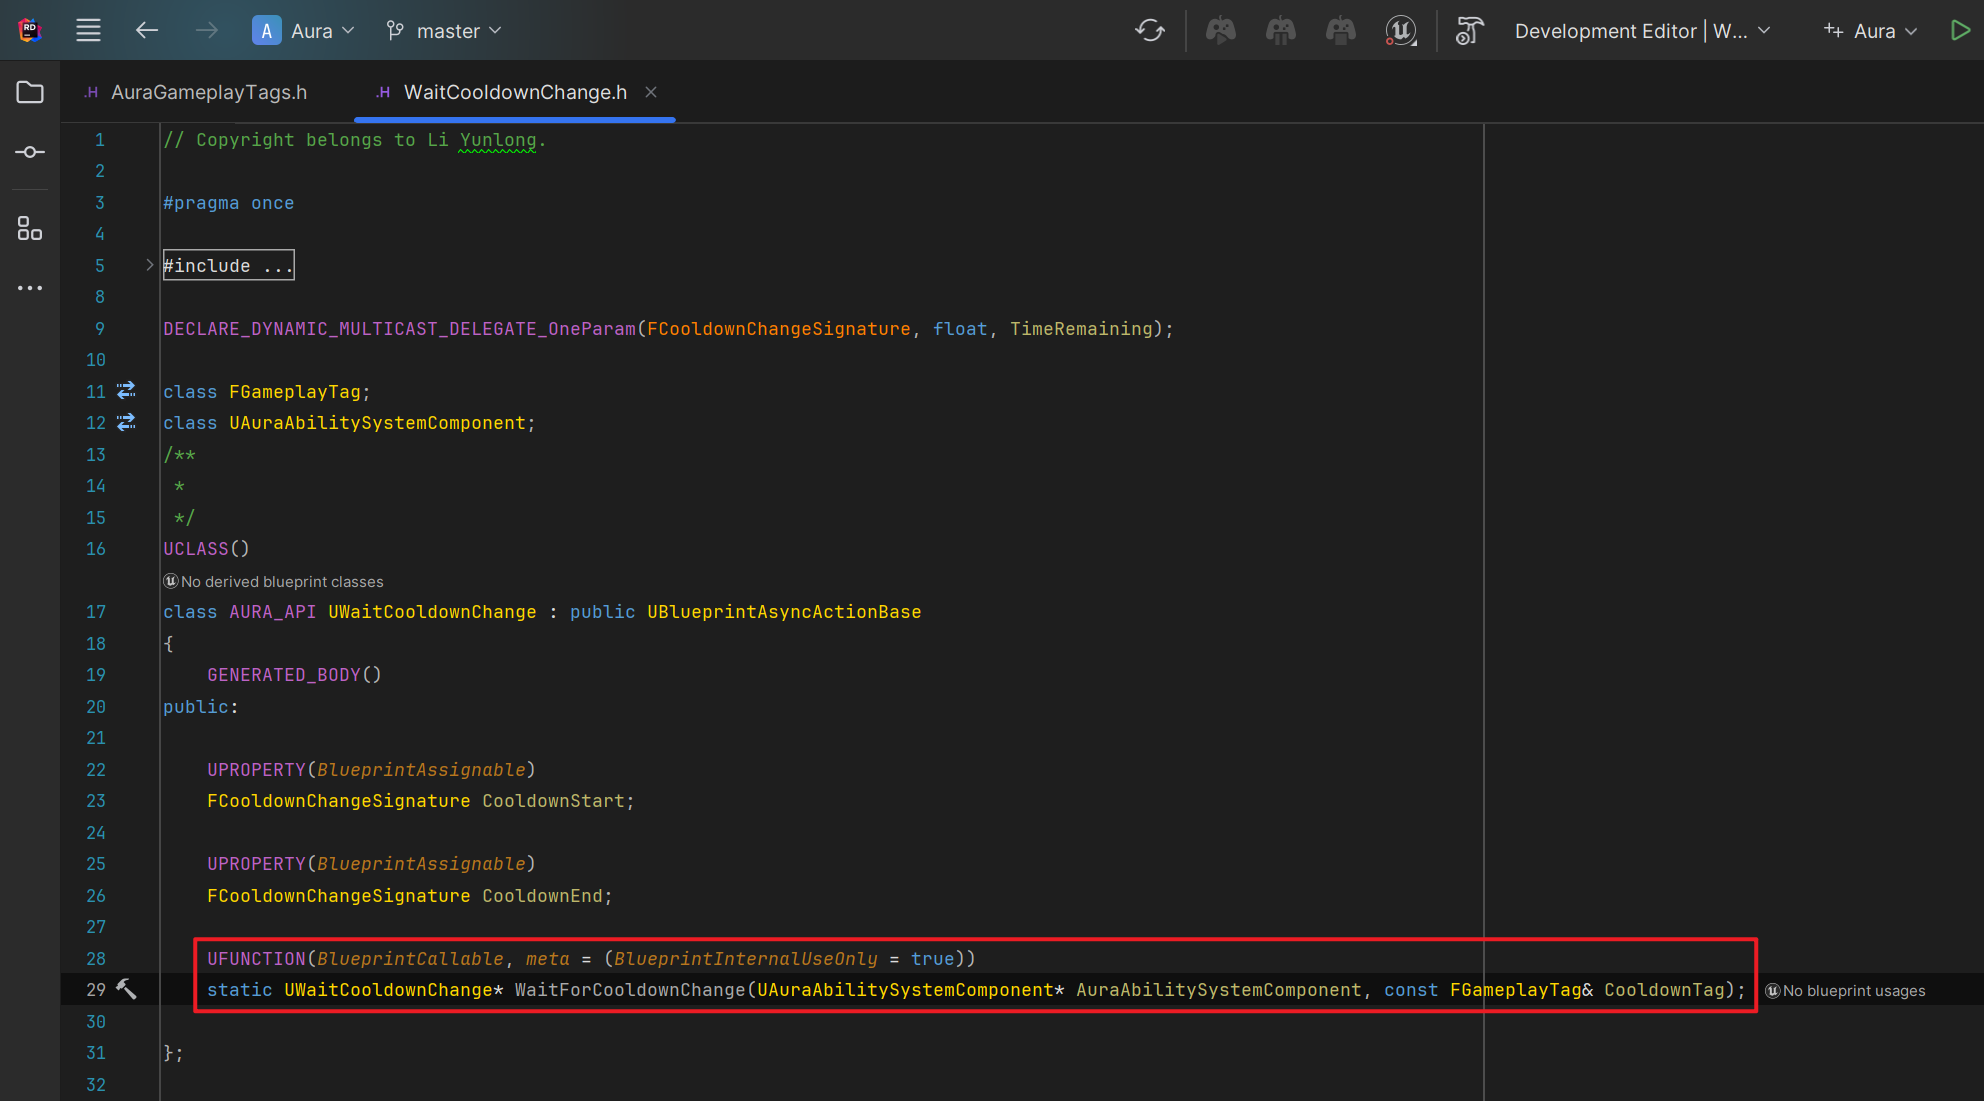 RD
A Aura master Development Editor | W... Aura
.H AuraGameplayTags.h .H WaitCooldownChange.h
1 // Copyright belongs to Li Yunlong.
2
3 #pragma once
4
5 #include ...
8
9 DECLARE_DYNAMIC_MULTICAST_DELEGATE_OneParam(FCooldownChangeSignature, float, TimeRemaining);
10
11 class FGameplayTag;
12 class UAuraAbilitySystemComponent;
13 /**
14 *
15 */
16 UCLASS()
No derived blueprint classes
17 class AURA_API UWaitCooldownChange : public UBlueprintAsyncActionBase
18 {
19 GENERATED_BODY()
20 public:
21
22 UPROPERTY(BlueprintAssignable)
23 FCooldownChangeSignature CooldownStart;
24
25 UPROPERTY(BlueprintAssignable)
26 FCooldownChangeSignature CooldownEnd;
27
28 UFUNCTION(BlueprintCallable, meta = (BlueprintInternalUseOnly = true))
29 static UWaitCooldownChange* WaitForCooldownChange(UAuraAbilitySystemComponent* AuraAbilitySystemComponent, const FGameplayTag& CooldownTag); No blueprint usages
30
31 };
32